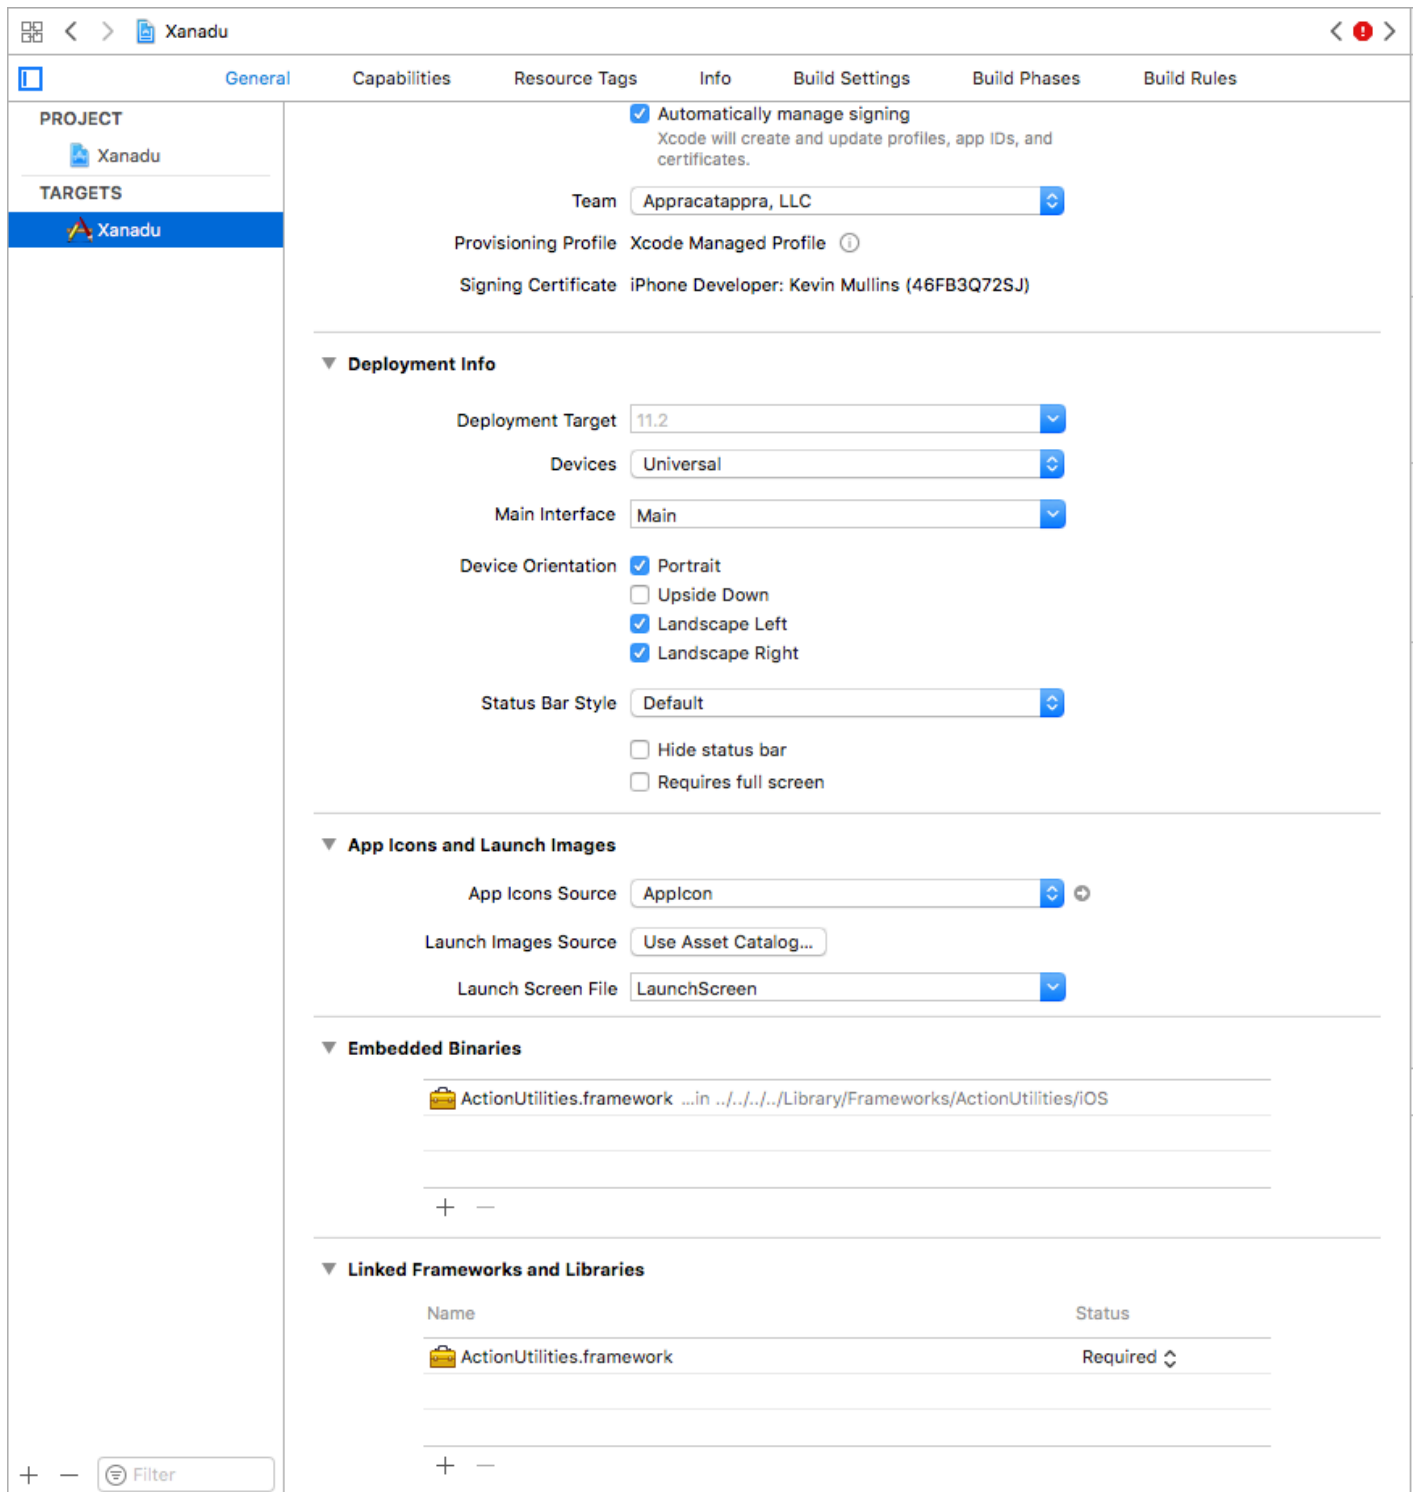 Xanadu
General Capabilities Resource Tags Info Build Settings Build Phases Build Rules
PROJECT
Xanadu
TARGETS
Xanadu
Automatically manage signing
Xcode will create and update profiles, app IDs, and
certificates.
Team Appracatappra, LLC
Provisioning Profile Xcode Managed Profile
Signing Certificate iPhone Developer: Kevin Mullins (46FB3Q72SJ)
Deployment Info
Deployment Target 11.2
Devices Universal
Main Interface Main
Device Orientation Portrait
Upside Down
Landscape Left
Landscape Right
Status Bar Style Default
Hide status bar
Requires full screen
App Icons and Launch Images
App Icons Source AppIcon
Launch Images Source Use Asset Catalog...
Launch Screen File LaunchScreen
Embedded Binaries
ActionUtilities.framework ...in ../../../../Library/Frameworks/ActionUtilities/iOS
Linked Frameworks and Libraries
Name Status
ActionUtilities.framework Required
Filter